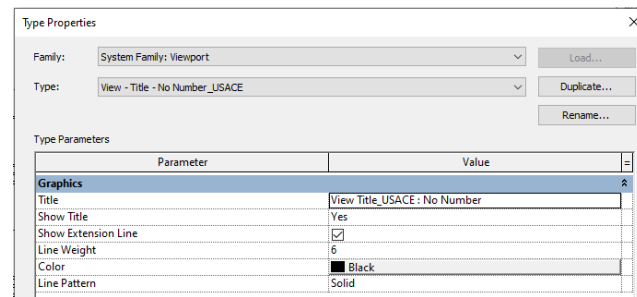 Type Properties
Family: System Family: Viewport Load...
Type: View - Title - No Number_USACE Duplicate...
Rename...
Type Parameters
Parameter Value =
Graphics
Title View Title_USACE : No Number
Show Title Yes
Show Extension Line
Line Weight 6
Color Black
Line Pattern Solid